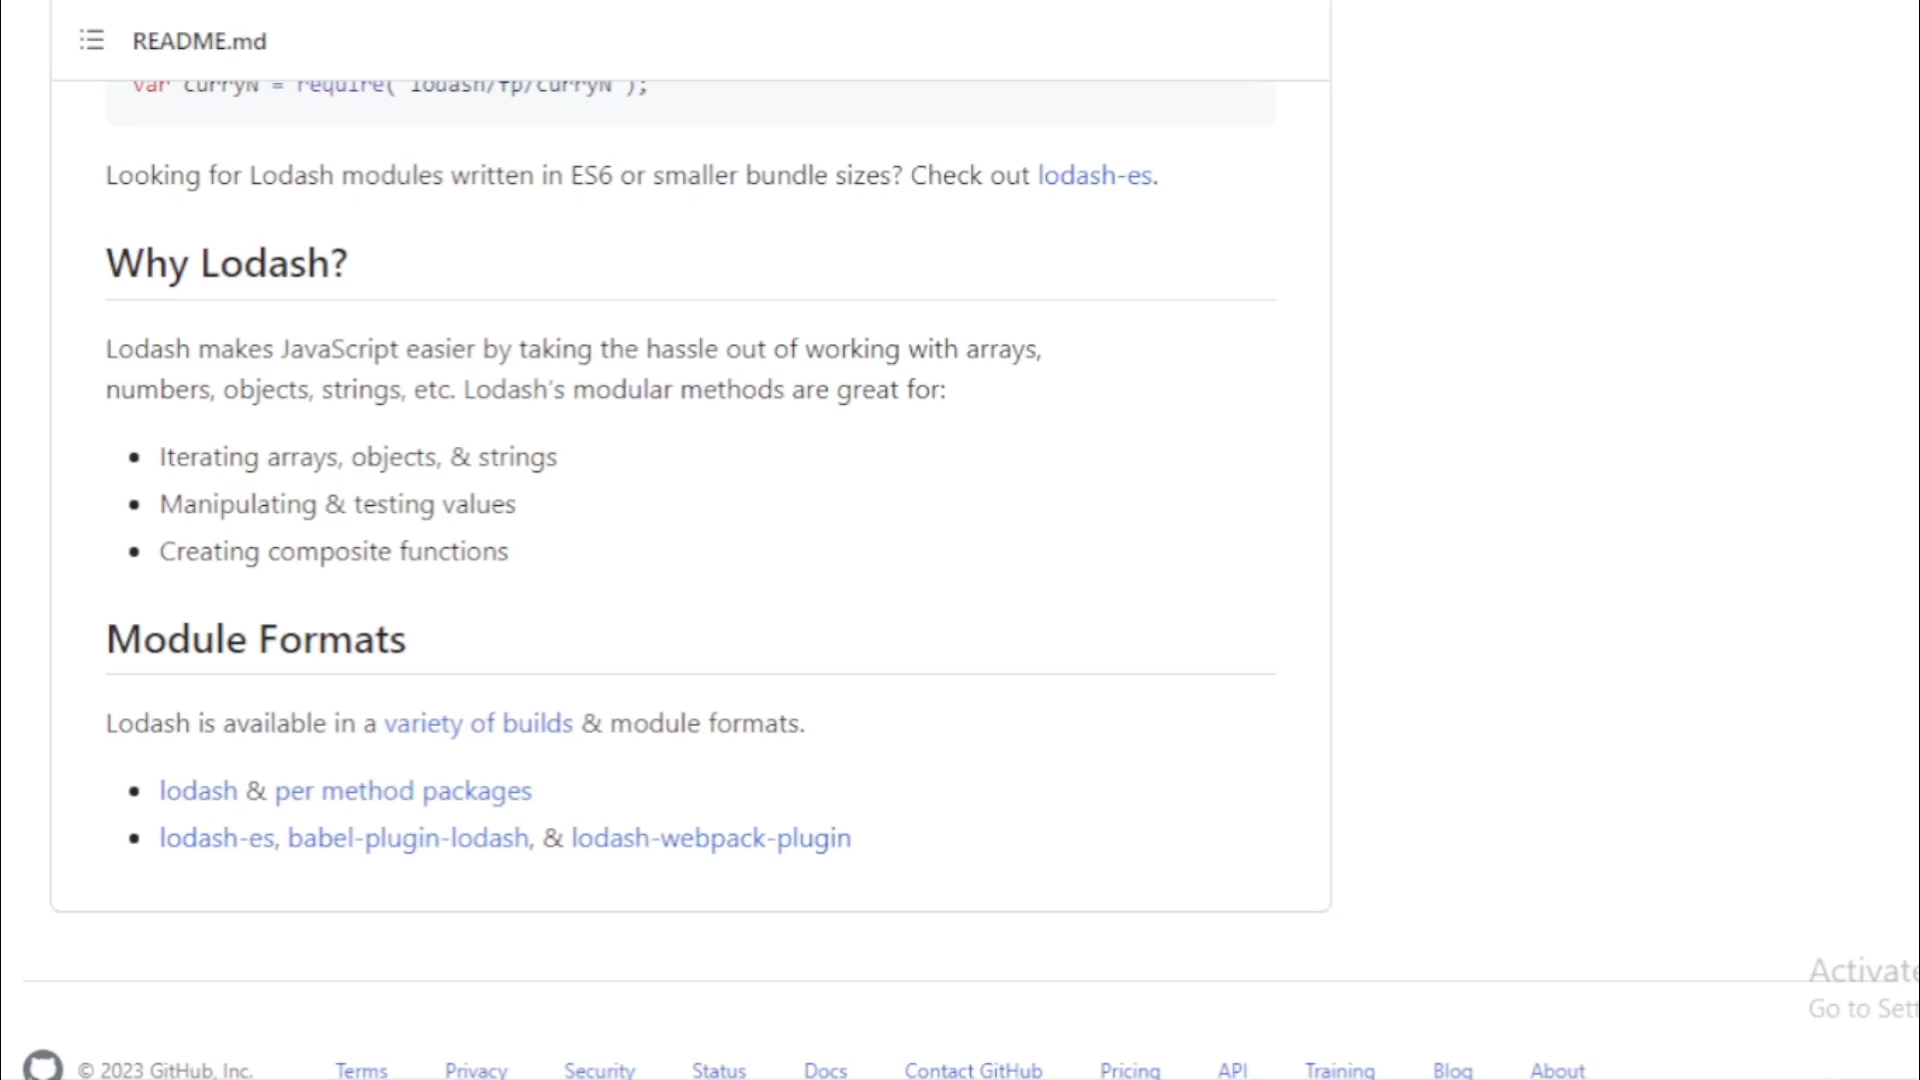 README.md
var curryN = require('lodash/fp/curryN');
Looking for Lodash modules written in ES6 or smaller bundle sizes? Check out lodash-es.
Why Lodash?
Lodash makes JavaScript easier by taking the hassle out of working with arrays,
numbers, objects, strings, etc. Lodash’s modular methods are great for:
• Iterating arrays, objects, & strings
• Manipulating & testing values
• Creating composite functions
Module Formats
Lodash is available in a variety of builds & module formats.
• lodash & per method packages
• lodash-es, babel-plugin-lodash, & lodash-webpack-plugin
Activate
Go to Sett
© 2023 GitHub, Inc. Terms Privacy Security Status Docs Contact GitHub Pricing API Training Blog About